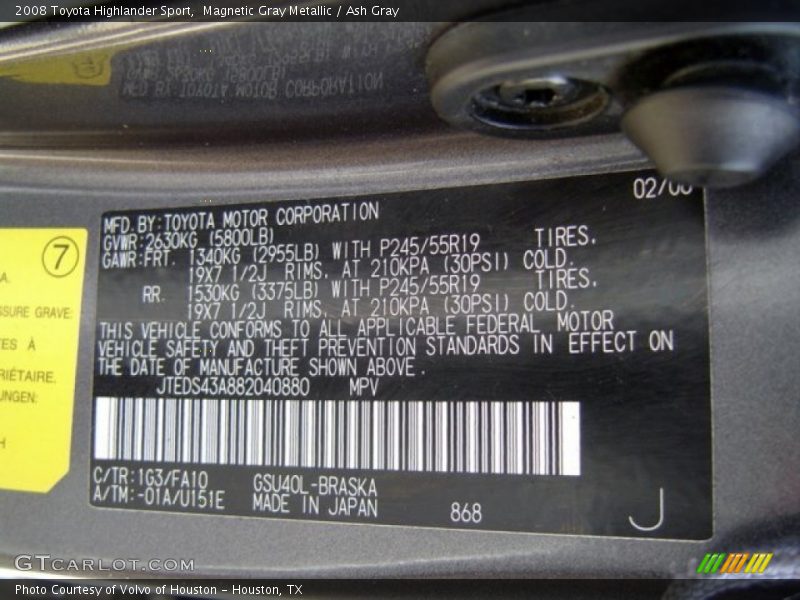 2008 Toyota Highlander Sport, Magnetic Gray Metallic / Ash Gray
MFD. BY: TOYOTA MOTOR CORPORATION
GVWR: 2630KG (5800LB)
GAWR: FRT. 1340KG (2955LB) WITH P245/55R19 TIRES,
19X7 1/2J RIMS, AT 210KPA (30PSI) COLD.
RR. 1530KG (3375LB) WITH P245/55R19 TIRES,
19X7 1/2J RIMS, AT 210KPA (30PSI) COLD.
THIS VEHICLE CONFORMS TO ALL APPLICABLE FEDERAL MOTOR
VEHICLE SAFETY AND THEFT PREVENTION STANDARDS IN EFFECT ON
THE DATE OF MANUFACTURE SHOWN ABOVE.
JTEDS43A882040880 MPV
C/TR: 1G3/FA10 GSU40L-BRASKA
A/TM: -01A/U151E MADE IN JAPAN 868 J
7
A.
SSURE GRAVE:
TES À
RIÉTAIRE.
UNGEN:
H
GTCARLOT.COM
Photo Courtesy of Volvo of Houston – Houston, TX